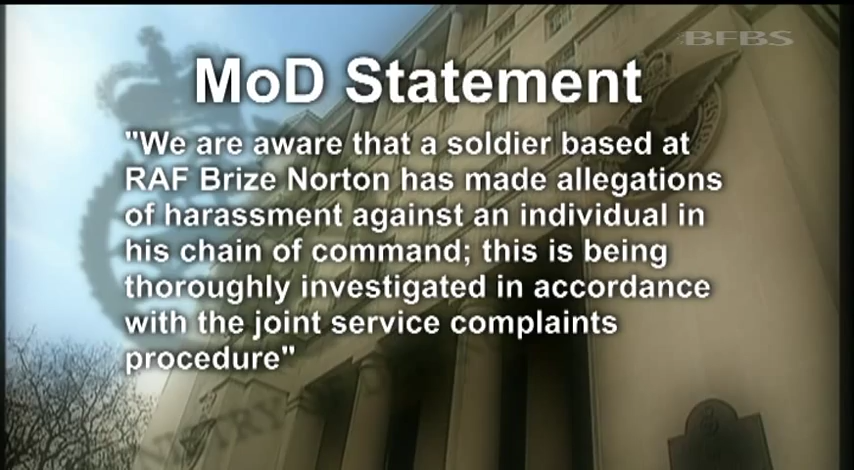 BFBS
MoD Statement
"We are aware that a soldier based at
RAF Brize Norton has made allegations
of harassment against an individual in
his chain of command; this is being
thoroughly investigated in accordance
with the joint service complaints
procedure"